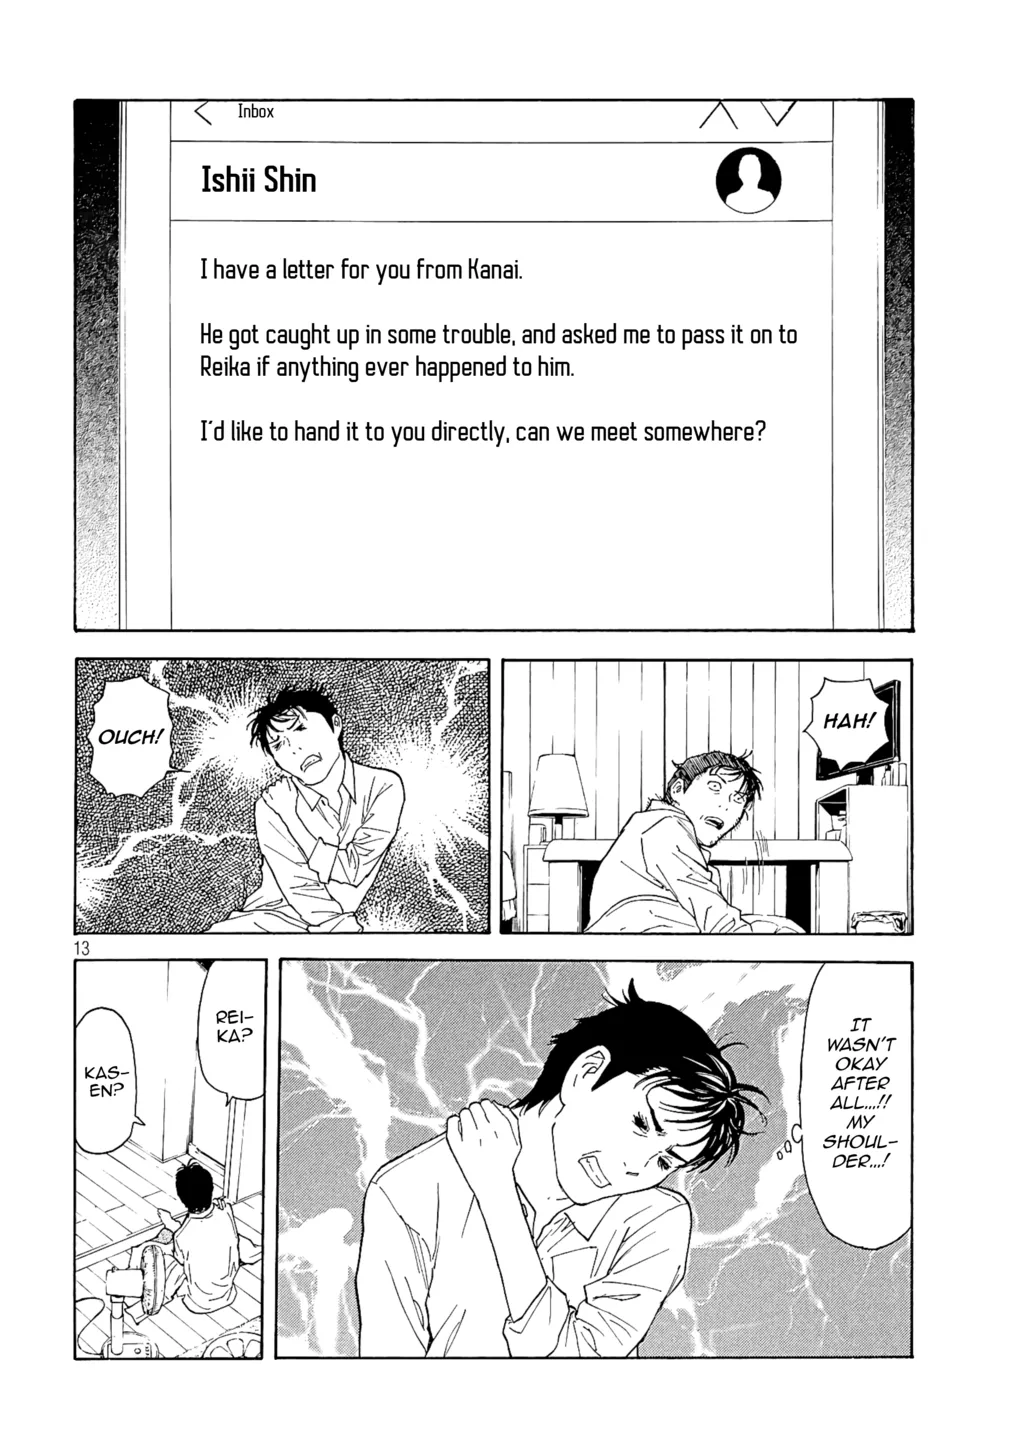 Inbox
Ishii Shin
I have a letter for you from Kanai.
He got caught up in some trouble, and asked me to pass it on to
Reika if anything ever happened to him.
I'd like to hand it to you directly, can we meet somewhere?
HAH!
OUCH!
13
IT
WASN'T
OKAY
AFTER
ALL...!!
MY
SHOUL-
DER...!
REI-
KA?
KAS-
EN?